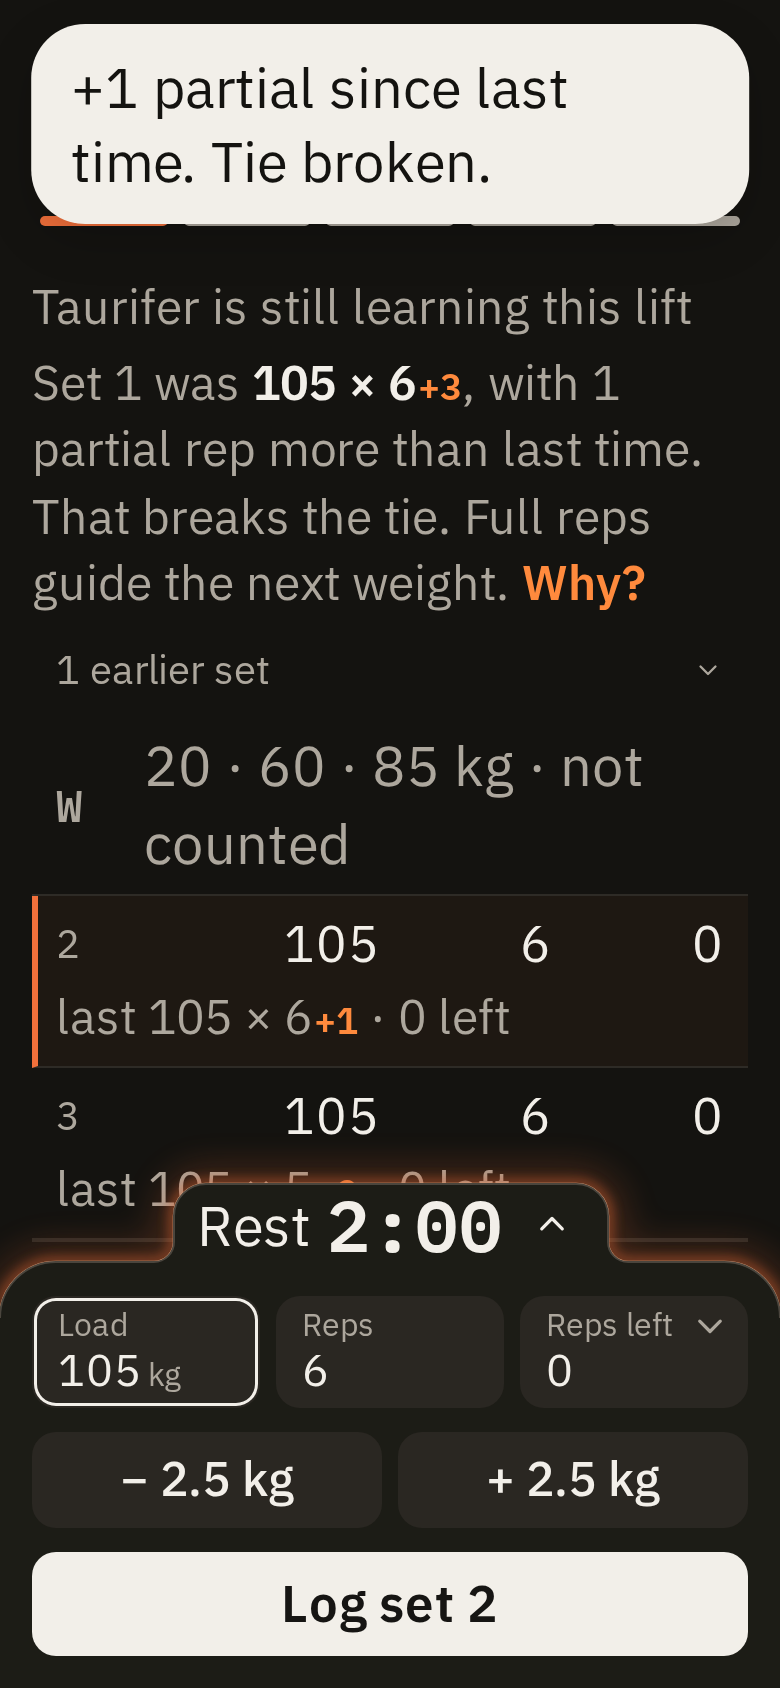 +1 partial since last
time. Tie broken.
Taurifer is still learning this lift
Set 1 was 105 × 6+3, with 1
partial rep more than last time.
That breaks the tie. Full reps
guide the next weight. Why?
1 earlier set
W 20 · 60 · 85 kg · not
counted
2 105 6 0
last 105 × 6+1 · 0 left
3 105 6 0
last 105 × 5 0 left
Rest 2:00
Load Reps Reps left
105 kg 6 0
− 2.5 kg + 2.5 kg
Log set 2